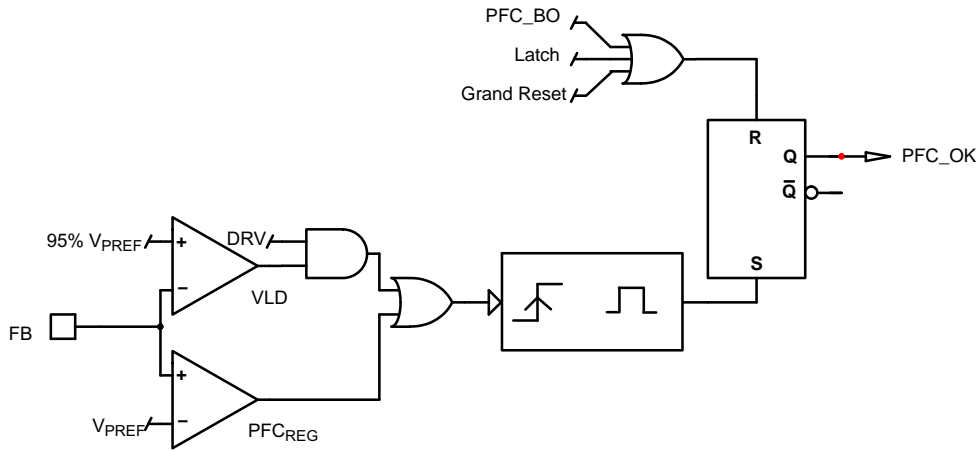 PFC_BO
Latch
Grand Reset
R
Q
PFC_OK
Q̅
S
95% VPREF
+
DRV
−
VLD
FB
+
VPREF
−
PFCREG